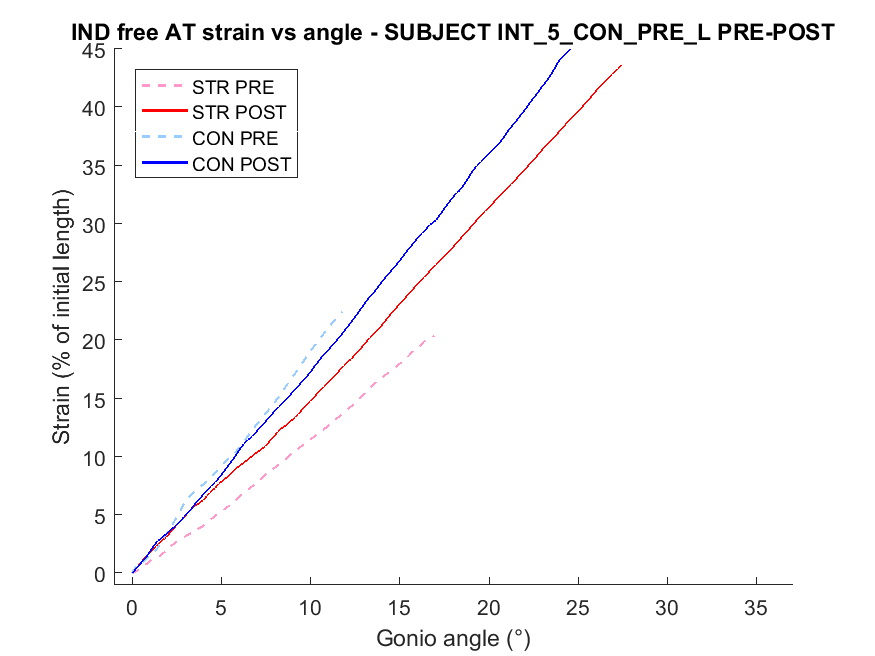 IND free AT strain vs angle - SUBJECT INT_5_CON_PRE_L PRE-POST
STR PRE
STR POST
CON PRE
CON POST
45
40
35
30
25
20
15
10
5
0
Strain (% of initial length)
0 5 10 15 20 25 30 35
Gonio angle (°)